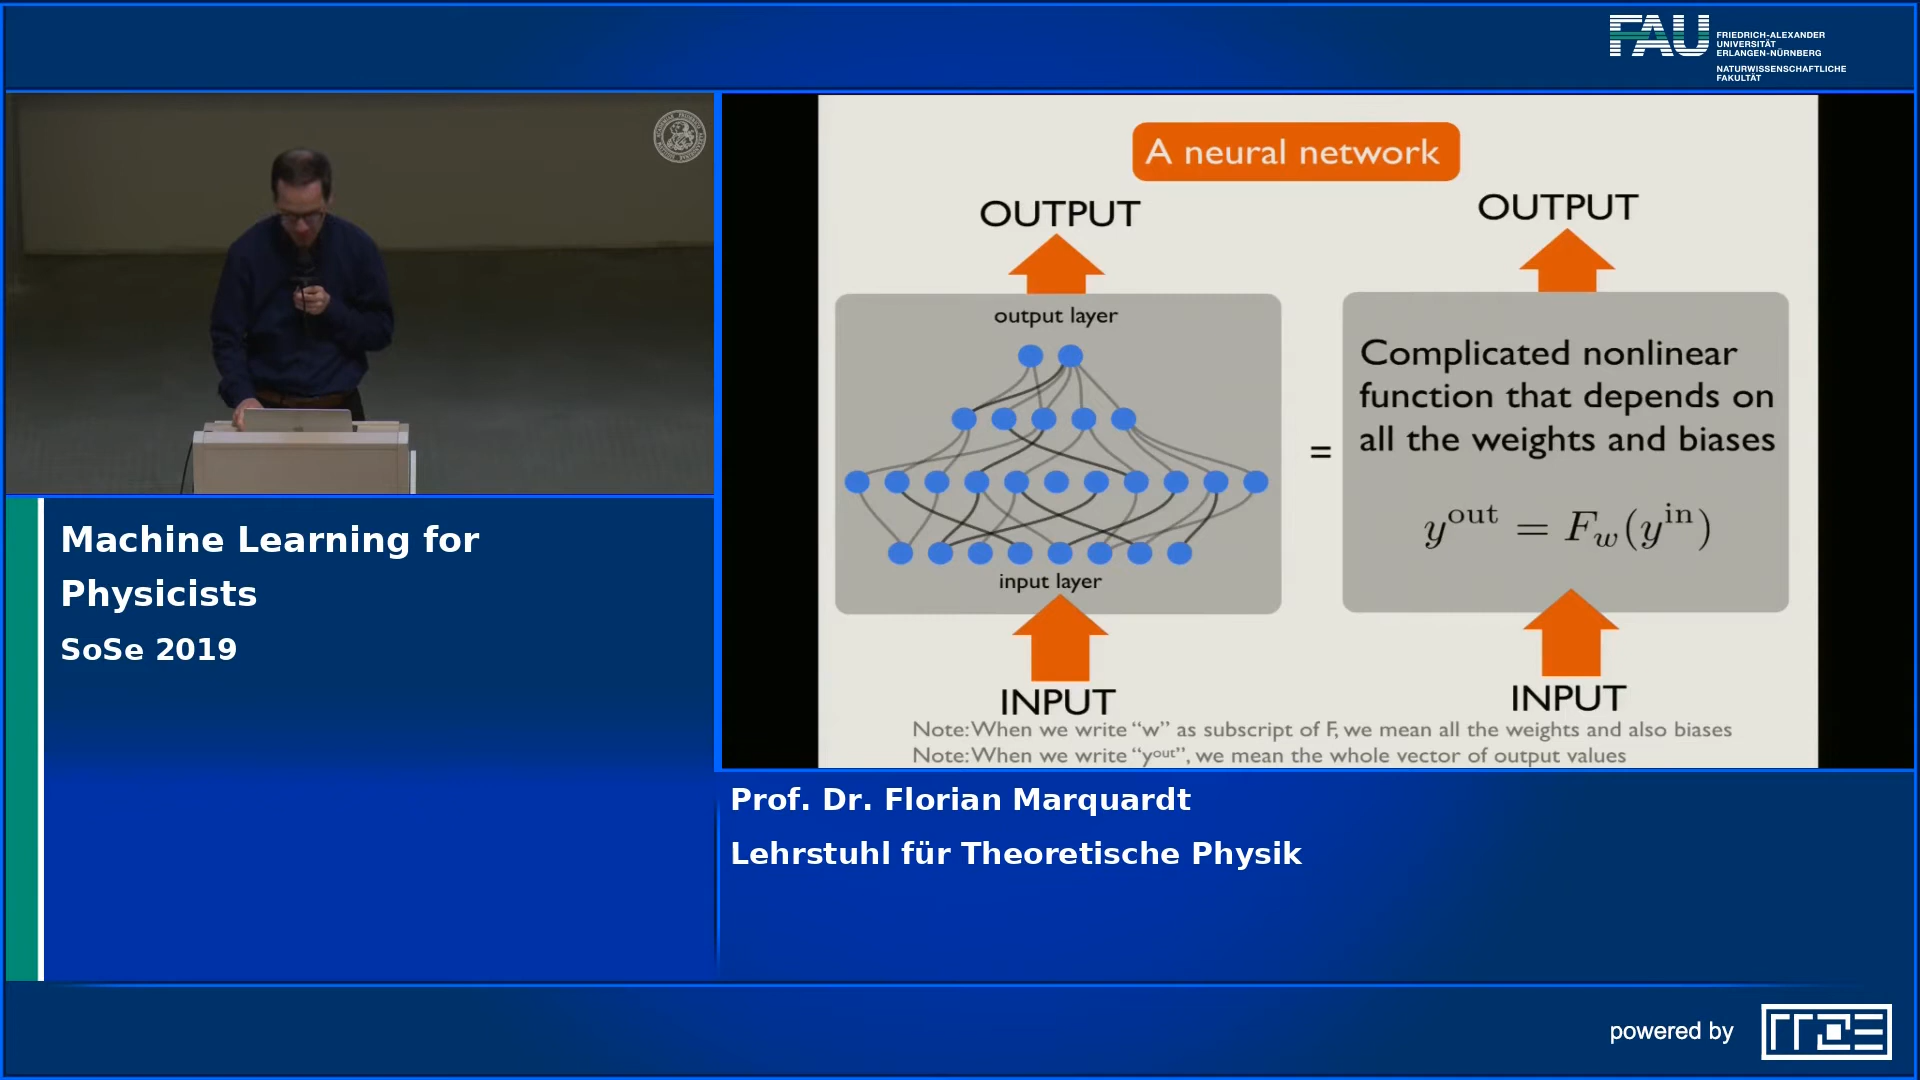 FAU
FRIEDRICH-ALEXANDER
UNIVERSITÄT
ERLANGEN-NÜRNBERG
NATURWISSENSCHAFTLICHE
FAKULTÄT
A neural network
OUTPUT
output layer
input layer
INPUT
=
OUTPUT
Complicated nonlinear
function that depends on
all the weights and biases
y^out = F_w(y^in)
INPUT
Note: When we write “w” as subscript of F, we mean all the weights and also biases
Note: When we write “y^out”, we mean the whole vector of output values
Machine Learning for
Physicists
SoSe 2019
Prof. Dr. Florian Marquardt
Lehrstuhl für Theoretische Physik
powered by
rrze